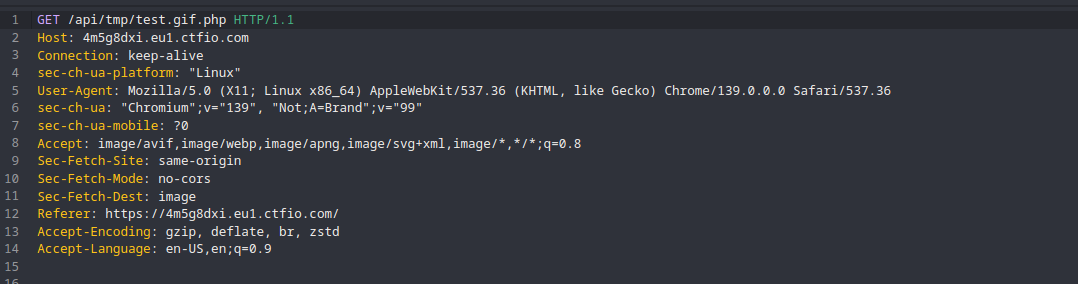 1 GET /api/tmp/test.gif.php HTTP/1.1
2 Host: 4m5g8dxi.eu1.ctfio.com
3 Connection: keep-alive
4 sec-ch-ua-platform: "Linux"
5 User-Agent: Mozilla/5.0 (X11; Linux x86_64) AppleWebKit/537.36 (KHTML, like Gecko) Chrome/139.0.0.0 Safari/537.36
6 sec-ch-ua: "Chromium";v="139", "Not;A=Brand";v="99"
7 sec-ch-ua-mobile: ?0
8 Accept: image/avif,image/webp,image/apng,image/svg+xml,image/*,*/*;q=0.8
9 Sec-Fetch-Site: same-origin
10 Sec-Fetch-Mode: no-cors
11 Sec-Fetch-Dest: image
12 Referer: https://4m5g8dxi.eu1.ctfio.com/
13 Accept-Encoding: gzip, deflate, br, zstd
14 Accept-Language: en-US,en;q=0.9
15
16